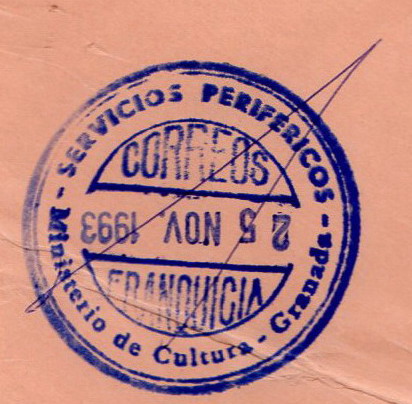 - SERVICIOS PERIFERICOS -
CORREOS
25 NOV. 1993
FRANQUICIA
Ministerio de Cultura - Granada